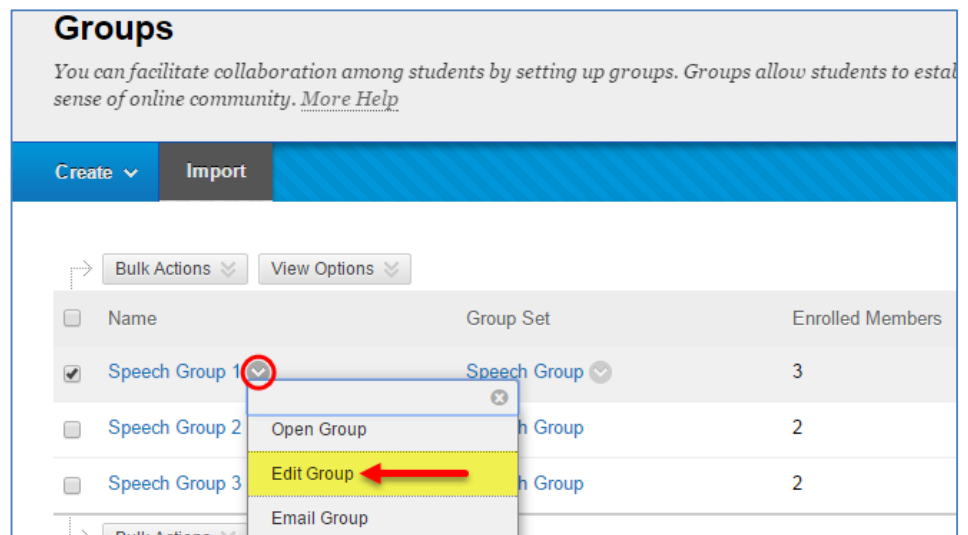 Groups
You can facilitate collaboration among students by setting up groups. Groups allow students to estal
sense of online community. More Help
Create Import
Bulk Actions View Options
Name Group Set Enrolled Members
Speech Group 1 Speech Group 3
Open Group
Speech Group 2 h Group 2
Edit Group
Speech Group 3 h Group 2
Email Group
Bulk Actions